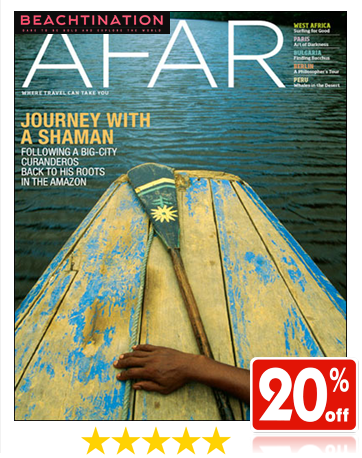 BEACHTINATION
DARE TO BE BOLD AND EXPLORE THE WORLD
AFAR
WHERE TRAVEL CAN TAKE YOU
WEST AFRICA
Surfing for Good
PARIS
Art of Darkness
BULGARIA
Finding Bacchus
BERLIN
A Philosopher's Tour
PERU
Whales in the Desert
JOURNEY WITH
A SHAMAN
FOLLOWING A BIG-CITY
CURANDEROS
BACK TO HIS ROOTS
IN THE AMAZON
20%
off